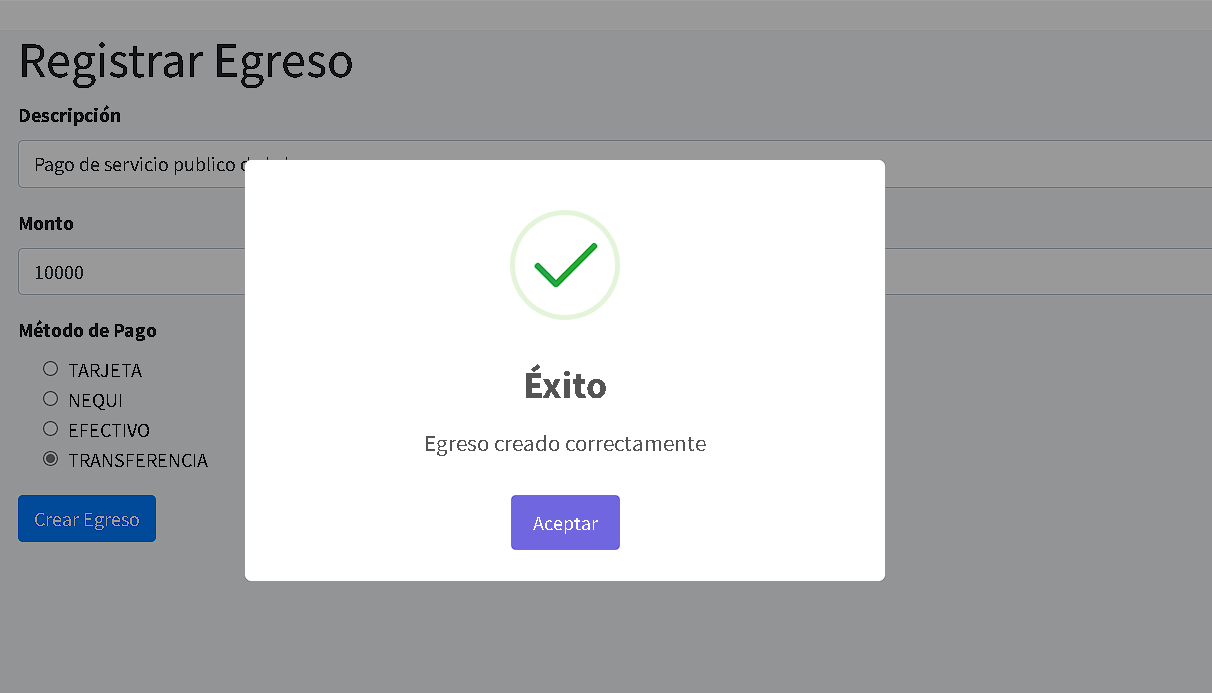 Registrar Egreso
Descripción
Pago de servicio publico
Monto
10000
Método de Pago
TARJETA
NEQUI
EFECTIVO
TRANSFERENCIA
Crear Egreso
Éxito
Egreso creado correctamente
Aceptar